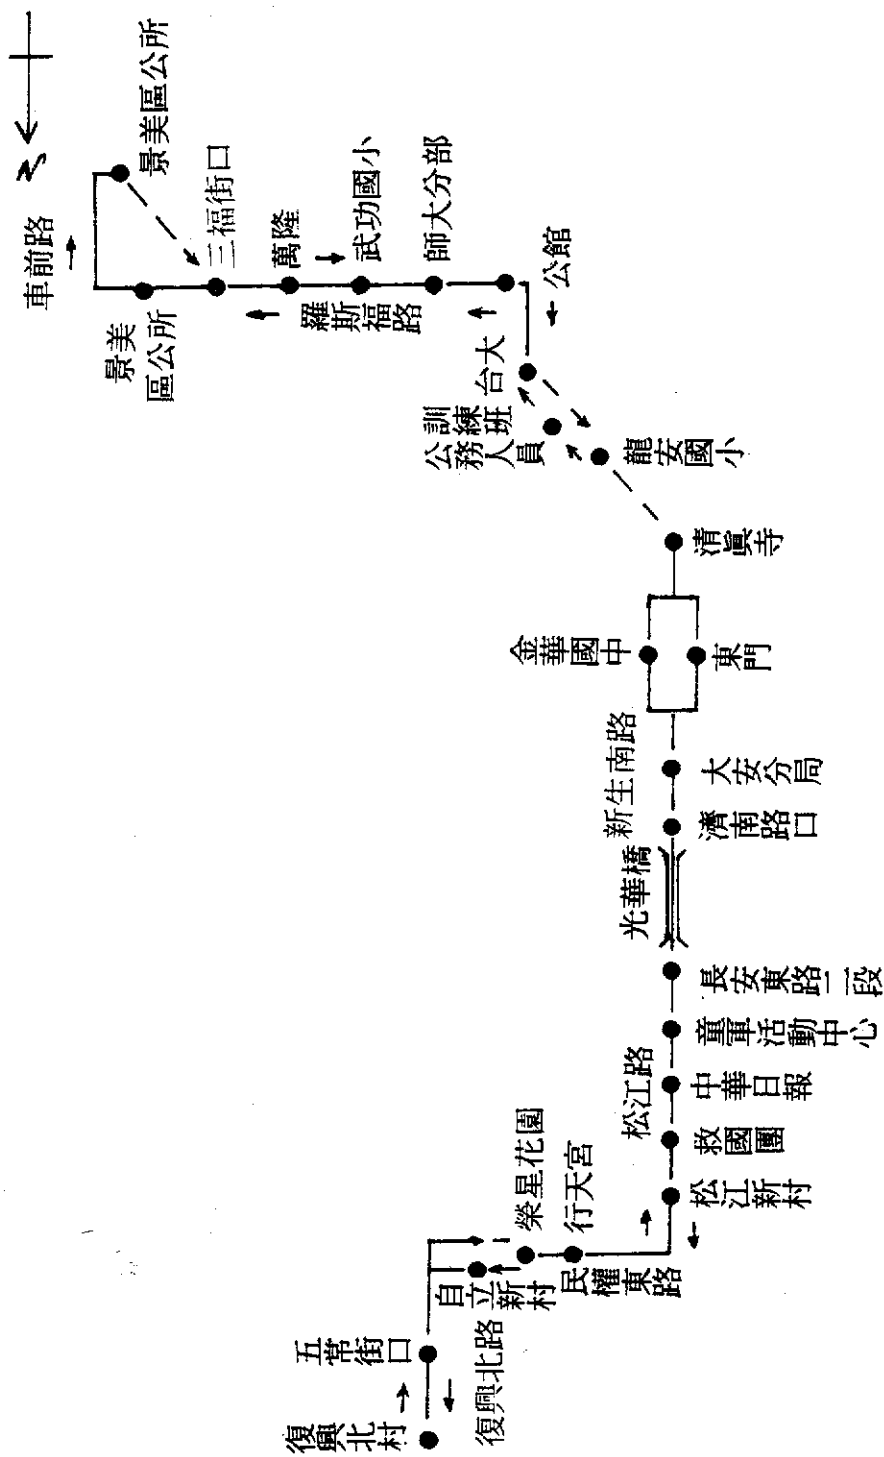 景美區公所
車前路
三福街口
萬隆
武功國小
師大分部
羅斯福路
景美
區公所
公館
台大
公務人員
訓練班
龍安國小
清眞寺
金華國中
東門
新生南路
大安分局
濟南路口
光華橋
長安東路二段
童軍活動中心
松江路
中華日報
救國團
松江新村
榮星花園
行天宮
自立新村
民權東路
五常街口
復興北路
復興北村